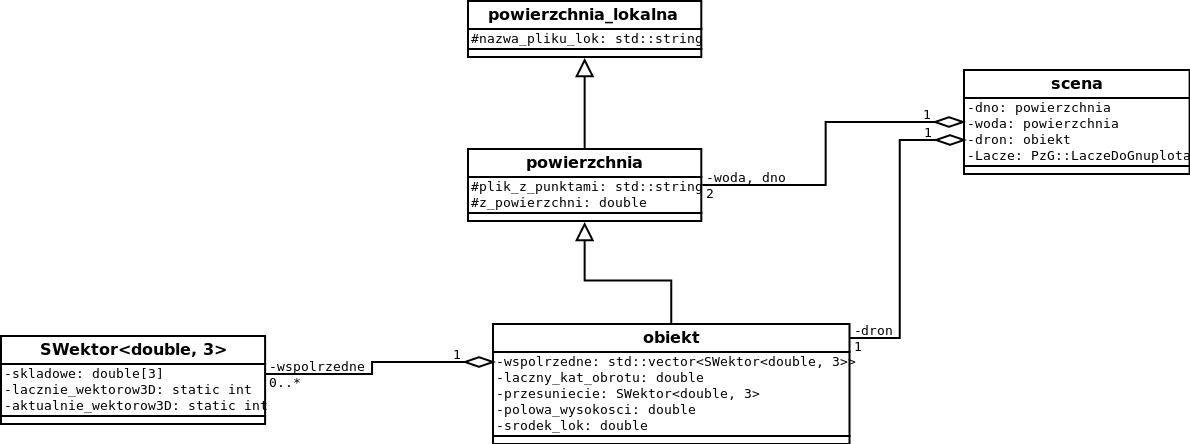 powierzchnia_lokalna
#nazwa_pliku_lok: std::string
scena
-dno: powierzchnia
-woda: powierzchnia
-dron: obiekt
-Lacze: PzG::LaczeDoGnuplota
1
1
powierzchnia
#plik_z_punktami: std::string
#z_powierzchni: double
-woda, dno
2
obiekt
-wspolrzedne: std::vector<SWektor<double, 3>>
-laczny_kat_obrotu: double
-przesuniecie: SWektor<double, 3>
-polowa_wysokosci: double
-srodek_lok: double
-dron
1
SWektor<double, 3>
-skladowe: double[3]
-lacznie_wektorow3D: static int
-aktualnie_wektorow3D: static int
-wspolrzedne
0..*
1